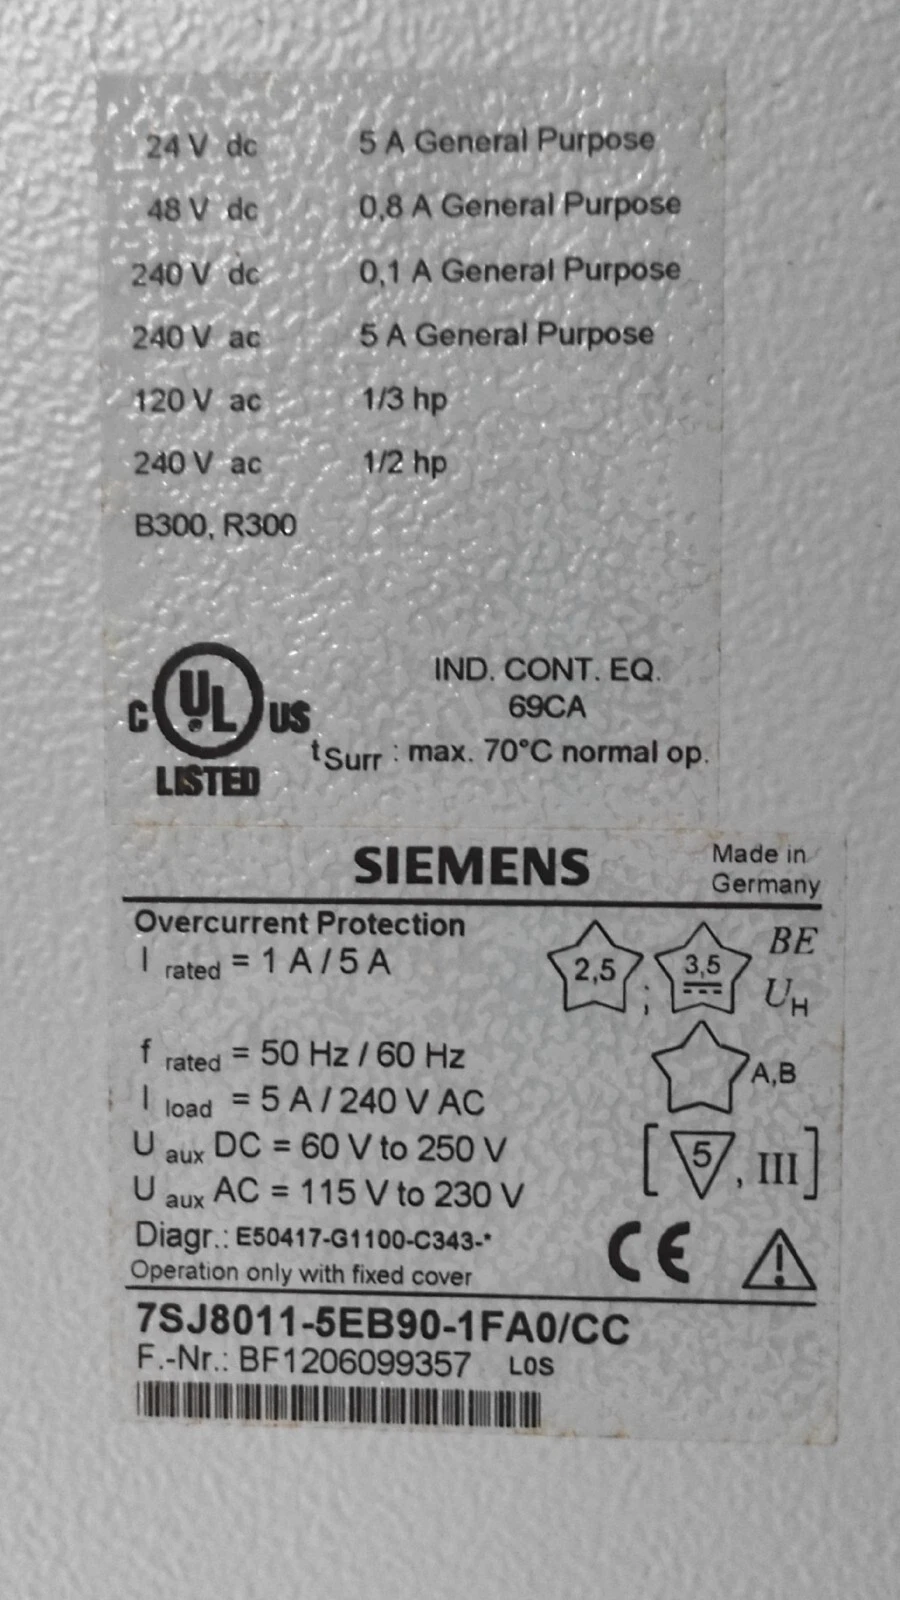 24 V dc 5 A General Purpose
48 V dc 0,8 A General Purpose
240 V dc 0,1 A General Purpose
240 V ac 5 A General Purpose
120 V ac 1/3 hp
240 V ac 1/2 hp
B300, R300
IND. CONT. EQ.
69CA
C UL US
LISTED
tSurr : max. 70°C normal op.
SIEMENS
Made in
Germany
Overcurrent Protection
I rated = 1 A / 5 A
2,5 ; 3,5
BE
UH
f rated = 50 Hz / 60 Hz
A,B
I load = 5 A / 240 V AC
U aux DC = 60 V to 250 V
[5, III]
U aux AC = 115 V to 230 V
Diagr.: E50417-G1100-C343-*
CE !
Operation only with fixed cover
7SJ8011-5EB90-1FA0/CC
F.-Nr.: BF1206099357 L0S